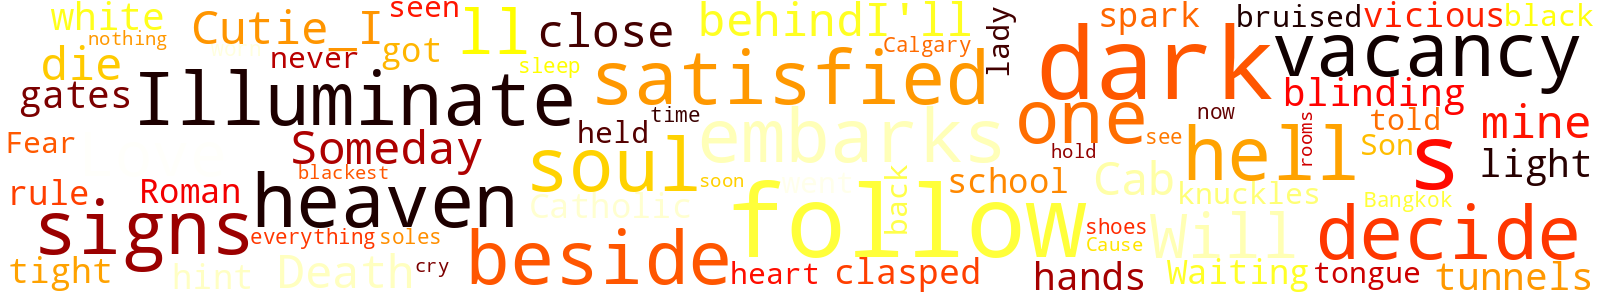 white
nothing
Cutie_I
seen
ll
close
behind
I'll
lady
spark
bruised
vicious
black
die
never
got
sleep
satisfied
Calgary
dark
vacancy
gates
Illuminate
time
blinding
Fear
Someday
held
embarks
one
now
see
hell
rooms
told
Son
s
mine
light
blackest
hold
rule
Roman
heaven
soul
soon
back
school
Cab
knuckles
Bangkok
signs
everything
soles
Catholic
beside
follow
shoes
Cause
Will
decide
tight
hint
Death
cry
heart
clasped
hands
Waiting
tongue
tunnels